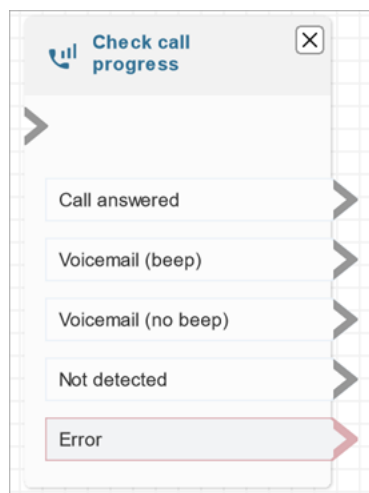 Check call
progress
Call answered
Voicemail (beep)
Voicemail (no beep)
Not detected
Error